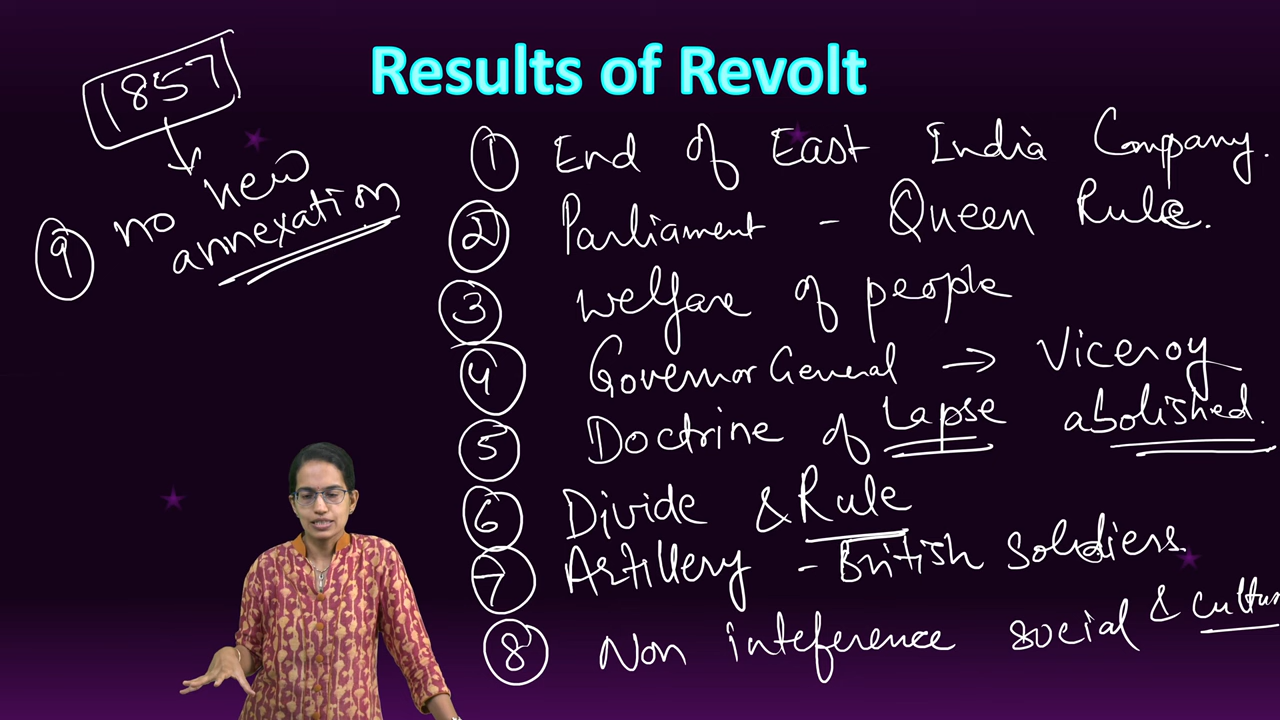 Results of Revolt
1857
9 no new
annexation
1 End of East India Company.
2 Parliament - Queen Rule.
3 Welfare of people
4 Governor General → Viceroy
5 Doctrine of Lapse abolished.
6 Divide & Rule
7 Artillery - British Soldiers
8 Non inteference social & cultur